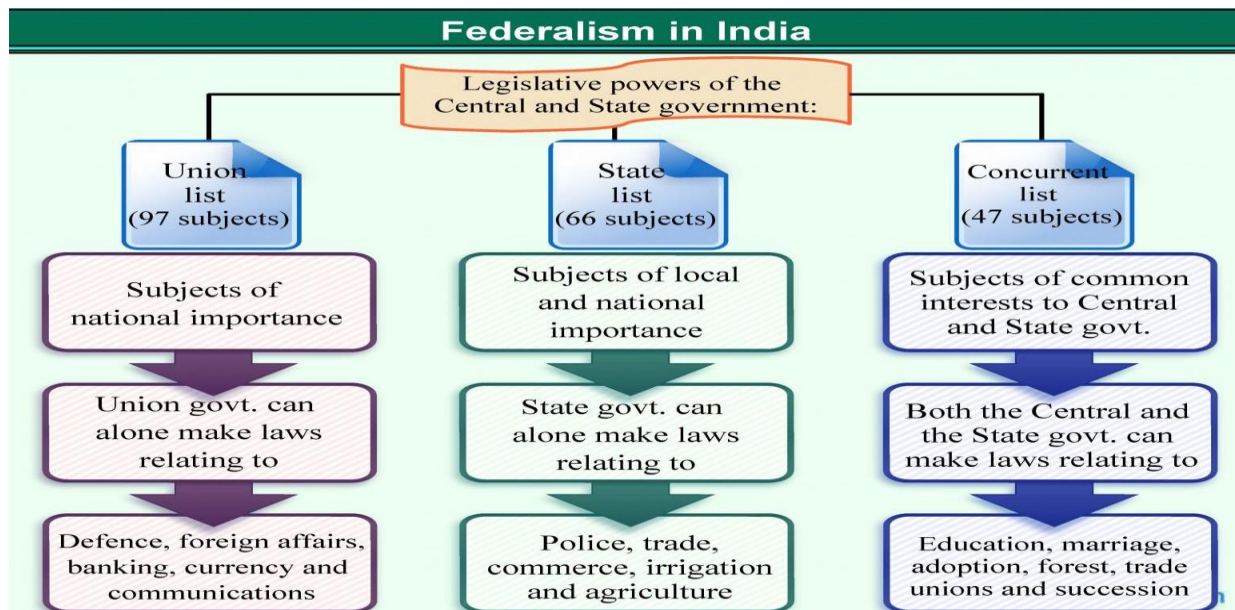 Federalism in India
Legislative powers of the
Central and State government:
Union
list
(97 subjects)
Subjects of
national importance
Union govt. can
alone make laws
relating to
Defence, foreign affairs,
banking, currency and
communications
State
list
(66 subjects)
Subjects of local
and national
importance
State govt. can
alone make laws
relating to
Police, trade,
commerce, irrigation
and agriculture
Concurrent
list
(47 subjects)
Subjects of common
interests to Central
and State govt.
Both the Central and
the State govt. can
make laws relating to
Education, marriage,
adoption, forest, trade
unions and succession